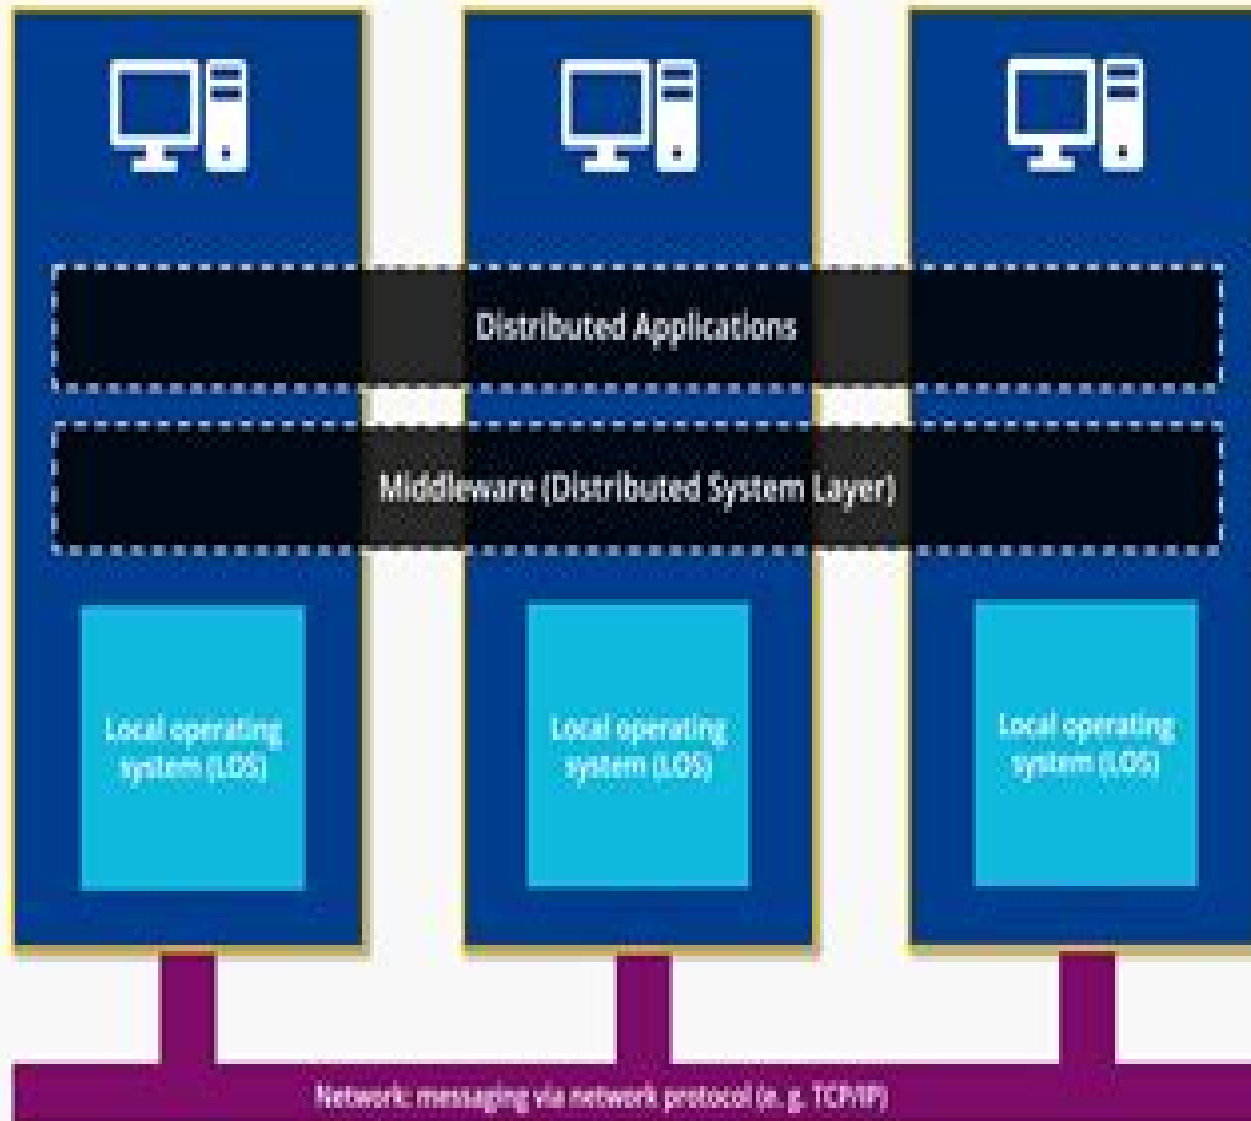 Distributed Applications
Middleware (Distributed System Layer)
Local operating
system (LOS)
Local operating
system (LOS)
Local operating
system (LOS)
Network: messaging via network protocol (e. g. TCP/IP)